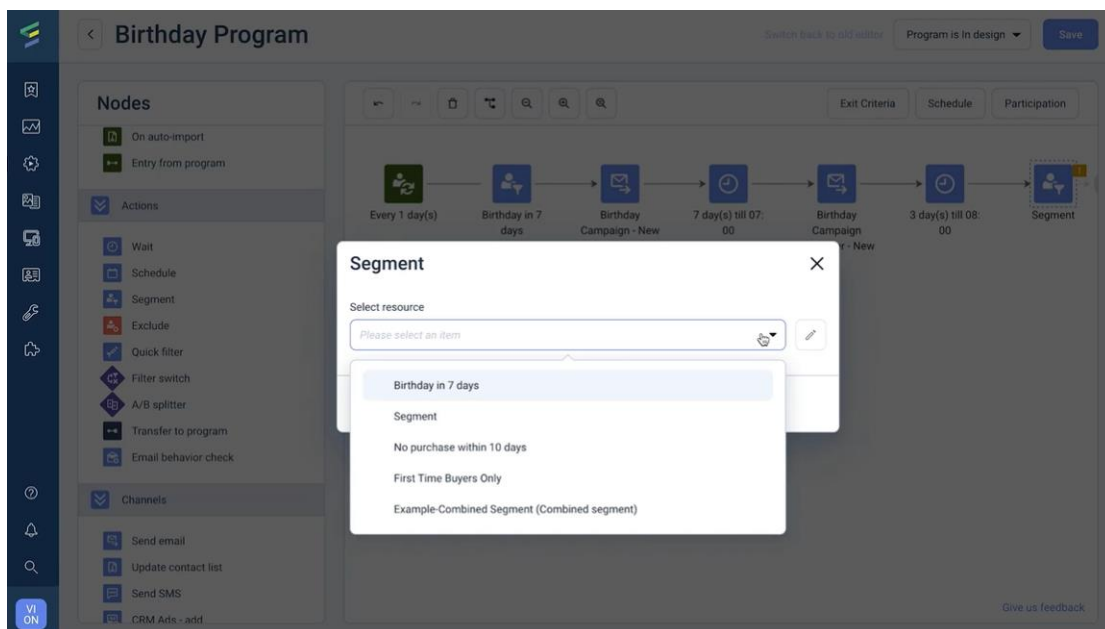 Birthday Program
Switch back to old editor
Program is In design
Save
Nodes
On auto-import
Entry from program
Actions
Wait
Schedule
Segment
Exclude
Quick filter
Filter switch
A/B splitter
Transfer to program
Email behavior check
Channels
Send email
Update contact list
Send SMS
CRM Ads - add
VI
ON
Exit Criteria
Schedule
Participation
Every 1 day(s)
Birthday in 7
days
Birthday
Campaign - New
7 day(s) till 07:
00
Birthday
Campaign
- New
3 day(s) till 08:
00
Segment
Segment
Select resource
Please select an item
Birthday in 7 days
Segment
No purchase within 10 days
First Time Buyers Only
Example-Combined Segment (Combined segment)
Give us feedback